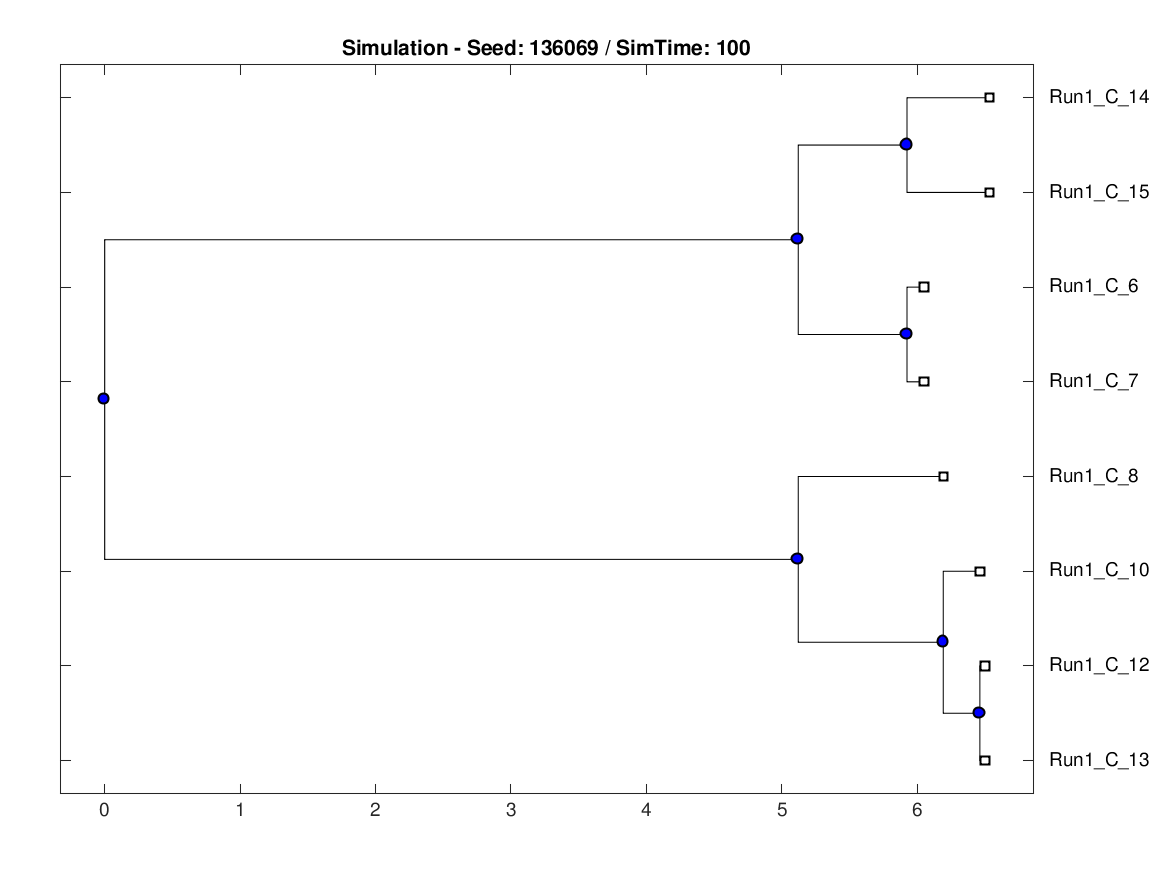 Simulation - Seed: 136069 / SimTime: 100
Run1_C_14
Run1_C_15
Run1_C_6
Run1_C_7
Run1_C_8
Run1_C_10
Run1_C_12
Run1_C_13
0 1 2 3 4 5 6